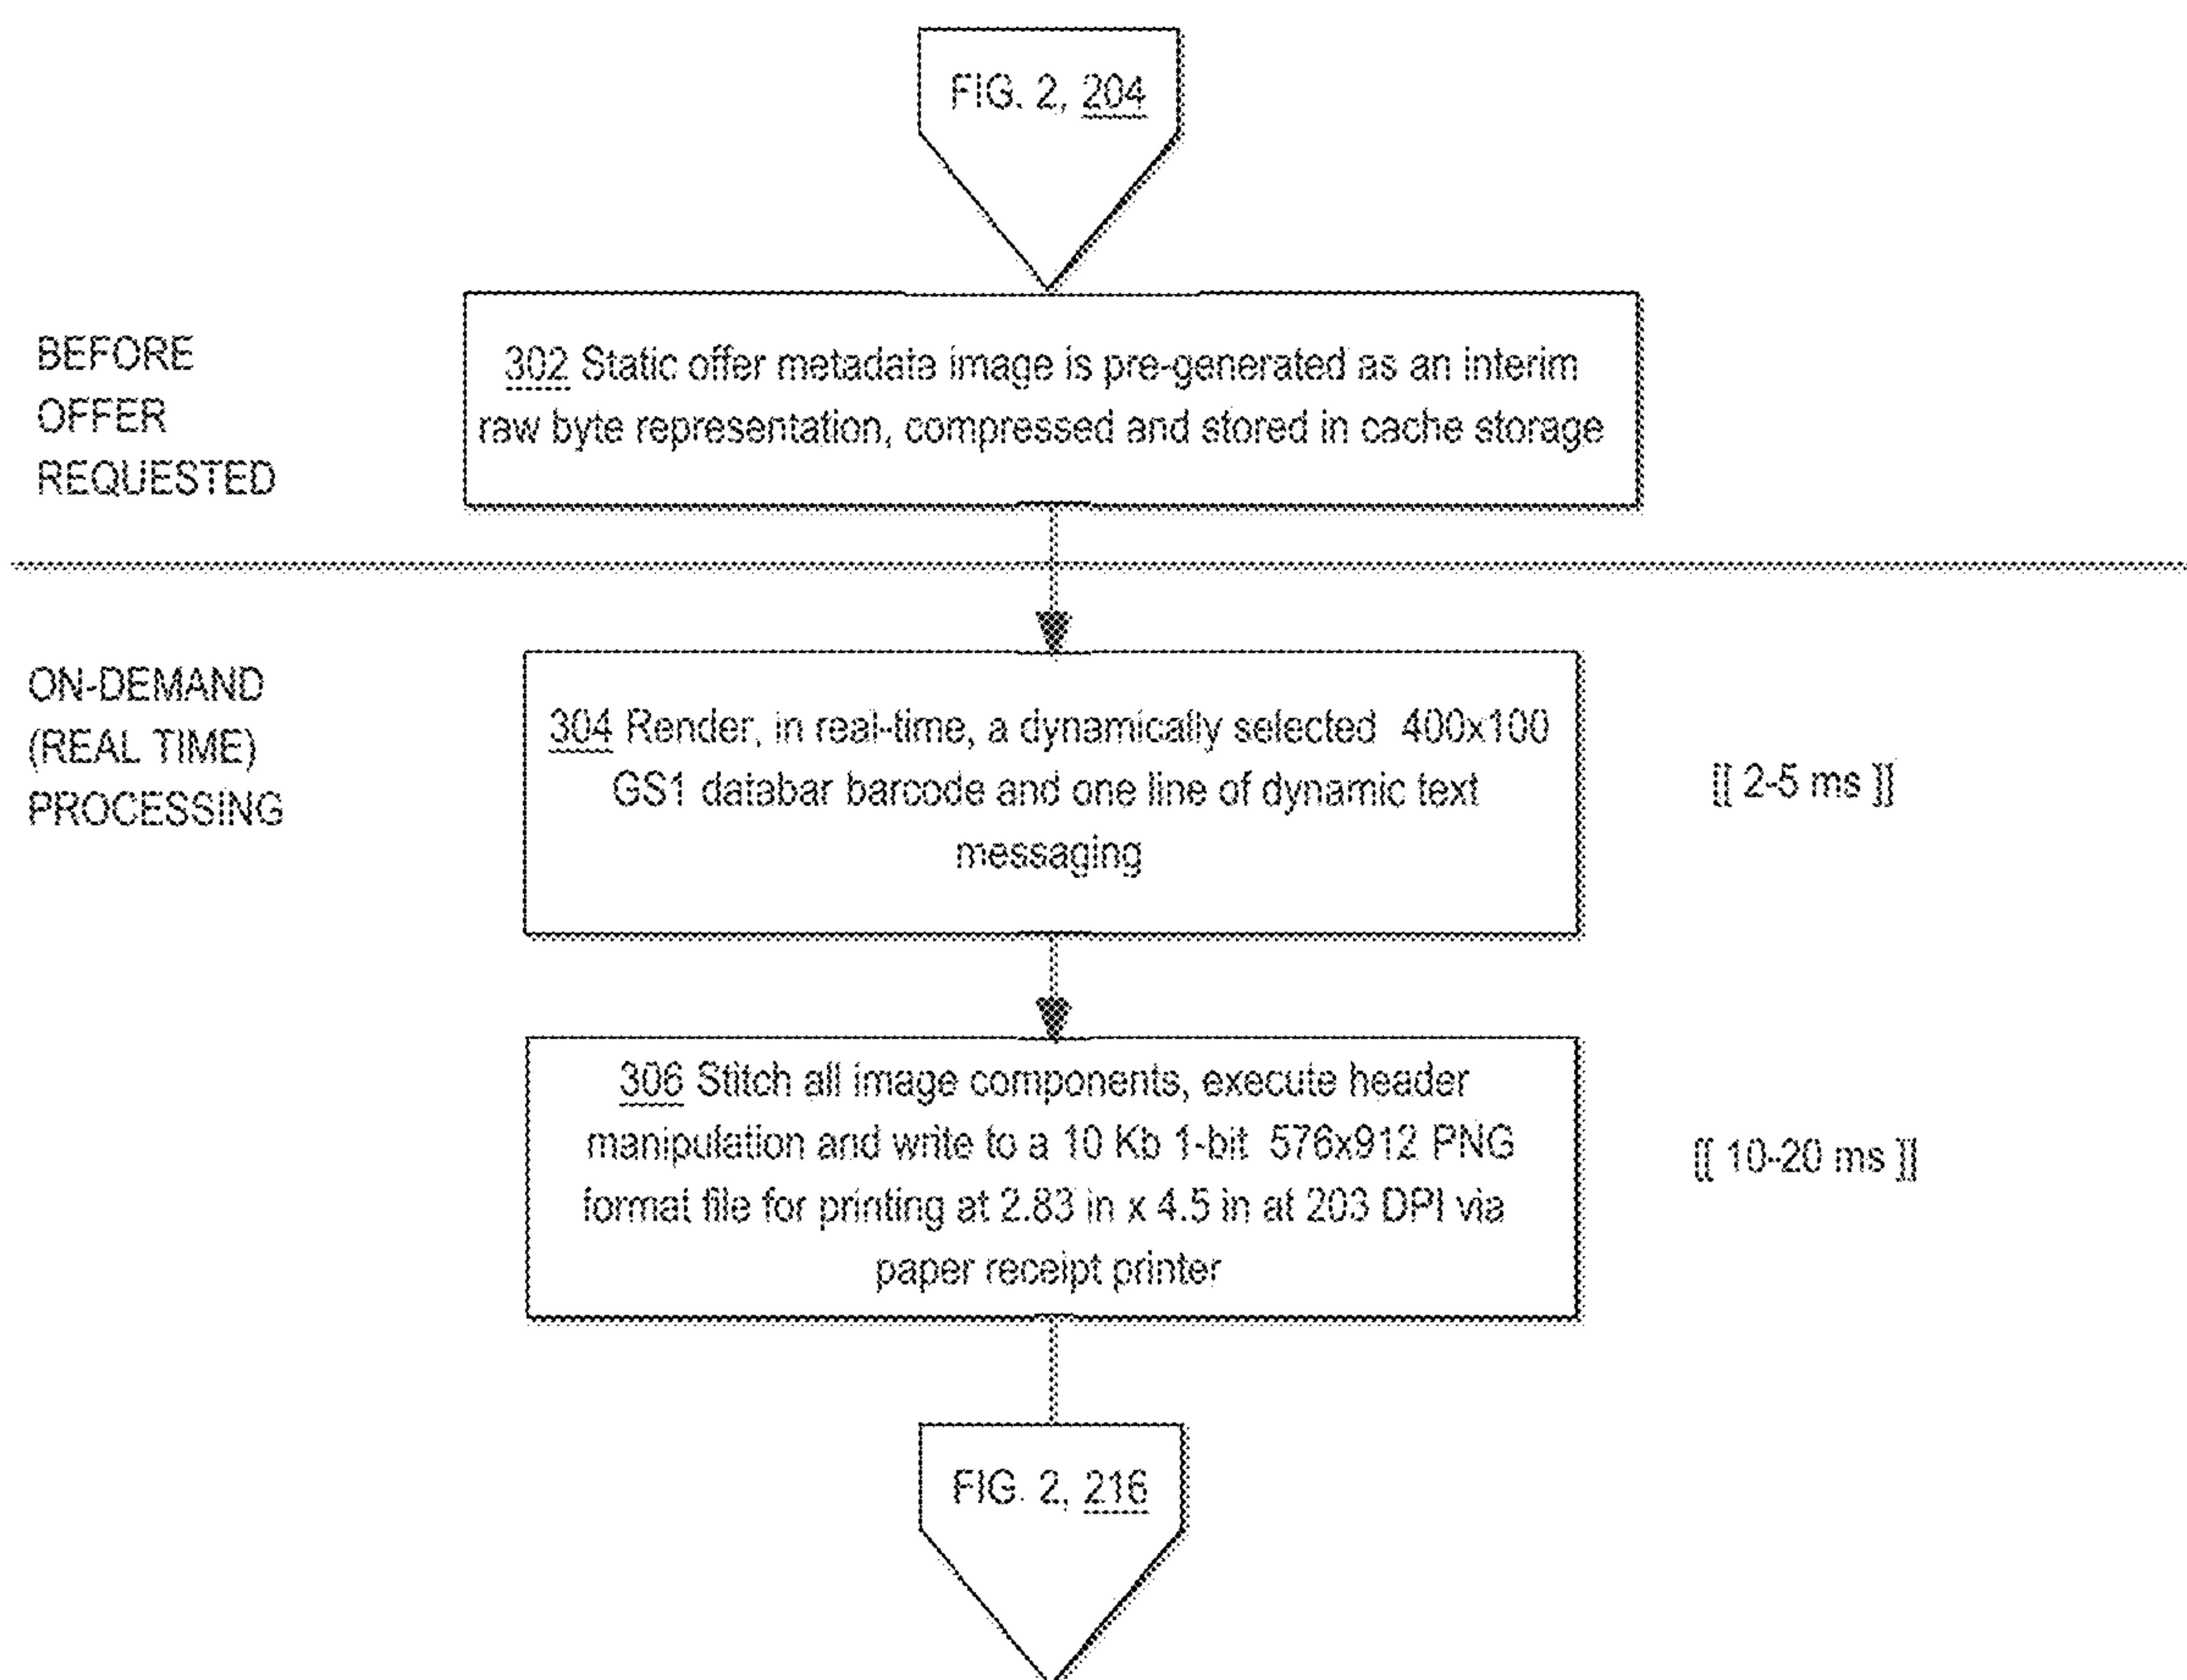 FIG. 2, 204
BEFORE
OFFER
REQUESTED
302 Static offer metadata image is pre-generated as an interim
raw byte representation, compressed and stored in cache storage
ON-DEMAND
(REAL TIME)
PROCESSING
304 Render, in real-time, a dynamically selected 400x100
GS1 databar barcode and one line of dynamic text
messaging
[[ 2-5 ms ]]
306 Stitch all image components, execute header
manipulation and write to a 10 Kb 1-bit 576x912 PNG
format file for printing at 2.83 in x 4.5 in at 203 DPI via
paper receipt printer
[[ 10-20 ms ]]
FIG. 2, 216